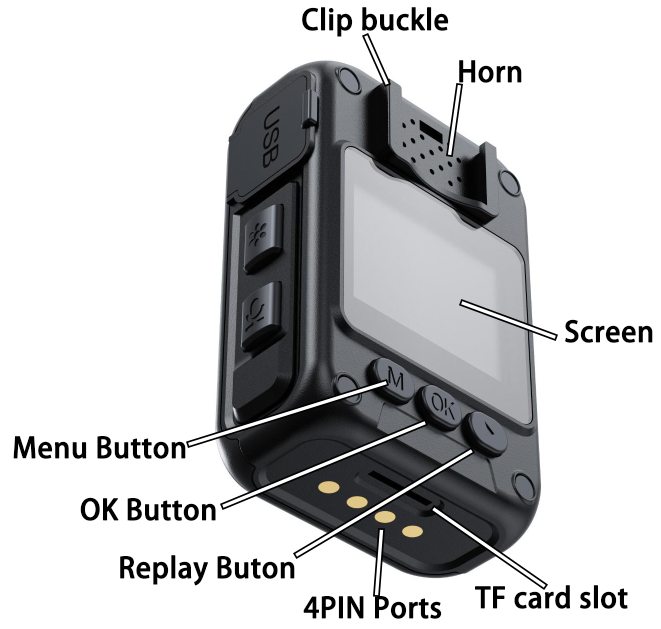 Clip buckle
Horn
USB
Screen
M
OK
Menu Button
OK Button
Replay Buton
TF card slot
4PIN Ports